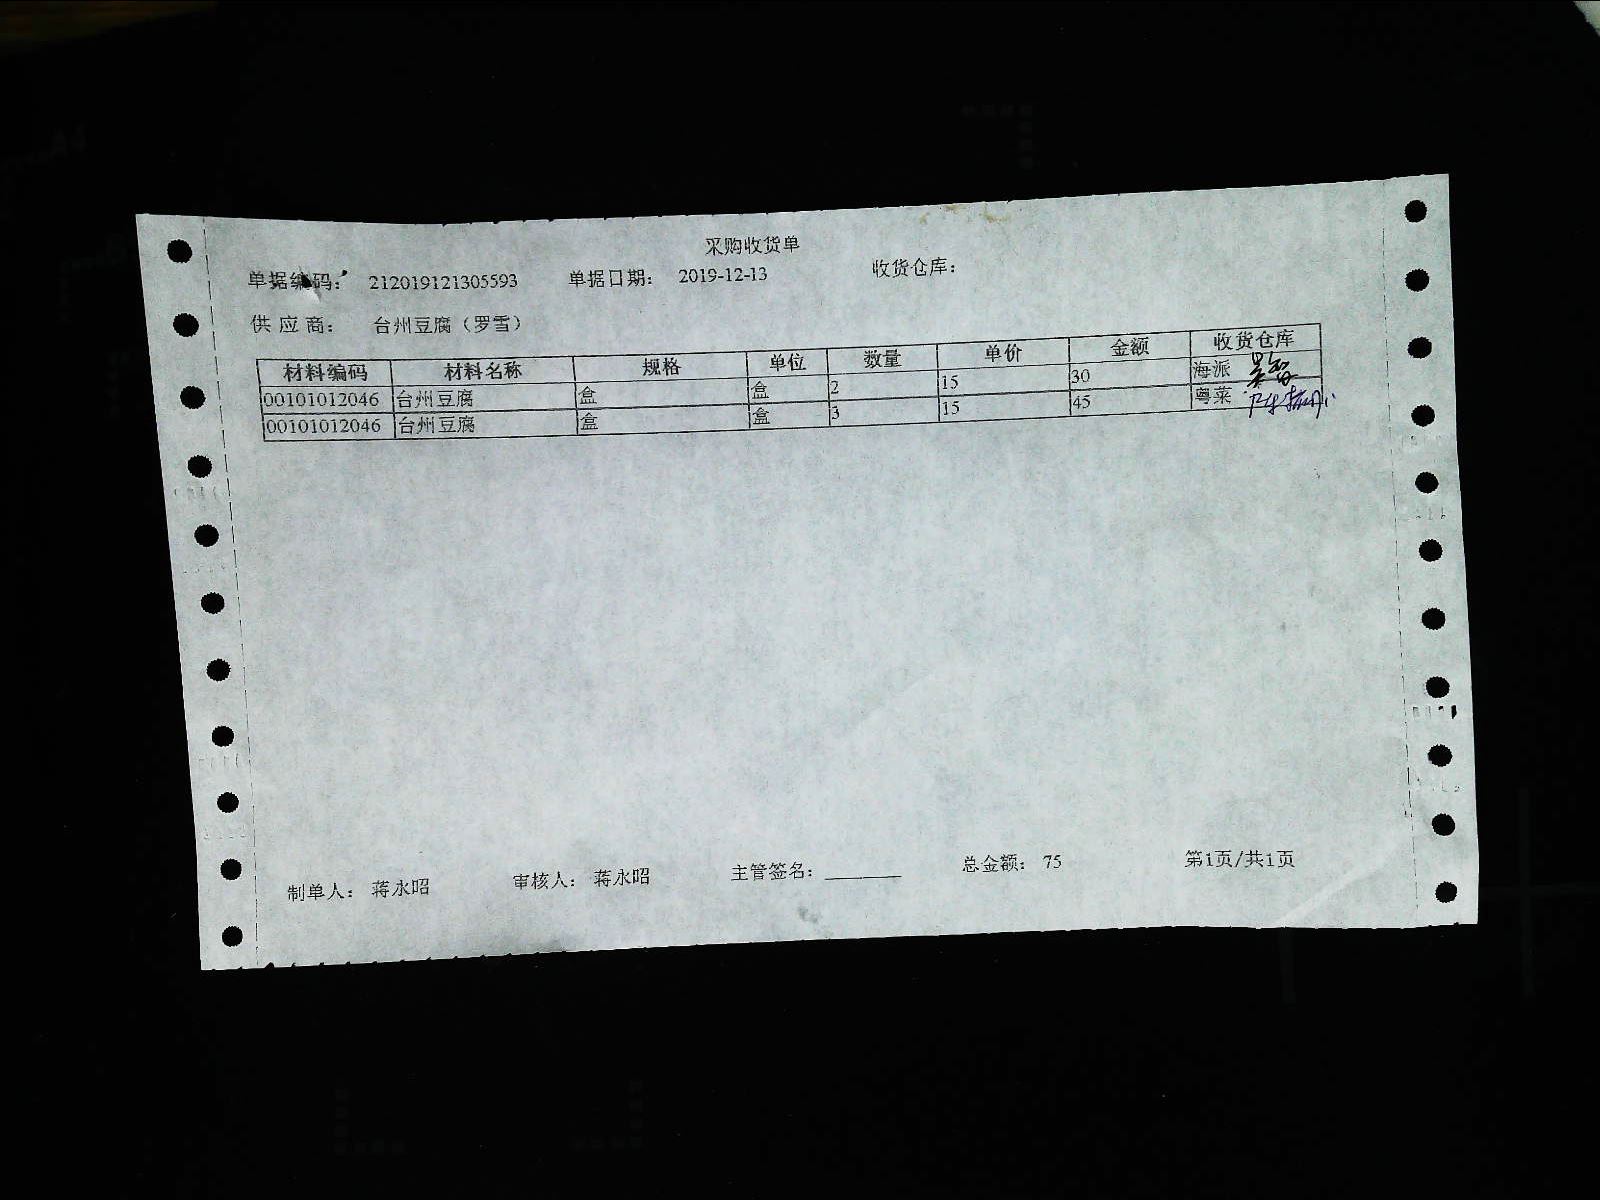 采购收货单
单据编码： 212019121305593 单据日期： 2019-12-13 收货仓库：
供应商： 台州豆腐（罗雪）
材料编码 材料名称 规格 单位 数量 单价 金额 收货仓库
00101012046 台州豆腐 盒 盒 2 15 30 海派
00101012046 台州豆腐 盒 盒 3 15 45 粤菜
制单人： 蒋永昭 审核人： 蒋永昭 主管签名：________ 总金额： 75 第1页/共1页